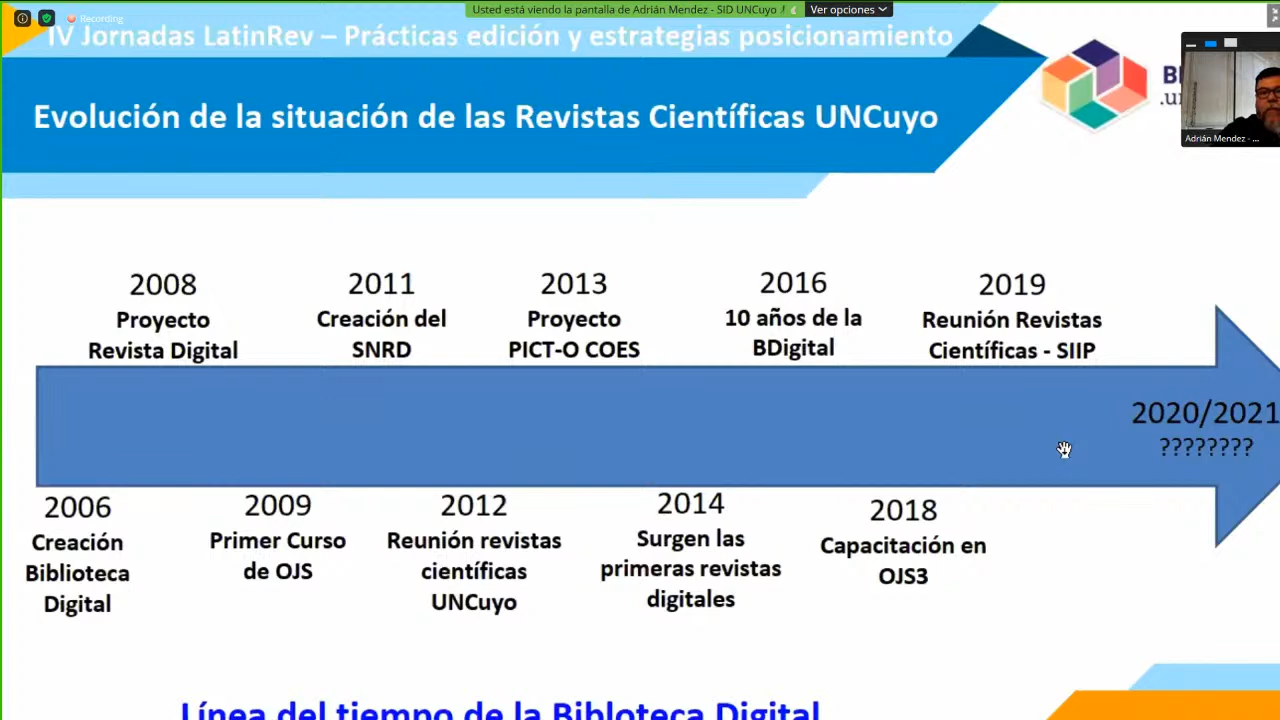 Recording
Usted está viendo la pantalla de Adrián Mendez - SID UNCuyo
Ver opciones
IV Jornadas LatinRev – Prácticas edición y estrategias posicionamiento
Evolución de la situación de las Revistas Científicas UNCuyo
Adrián Mendez - ...
2008
Proyecto
Revista Digital
2011
Creación del
SNRD
2013
Proyecto
PICT-O COES
2016
10 años de la
BDigital
2019
Reunión Revistas
Científicas - SIIP
2020/2021
????????
2006
Creación
Biblioteca
Digital
2009
Primer Curso
de OJS
2012
Reunión revistas
científicas
UNCuyo
2014
Surgen las
primeras revistas
digitales
2018
Capacitación en
OJS3
Línea del tiempo de la Bibloteca Digital